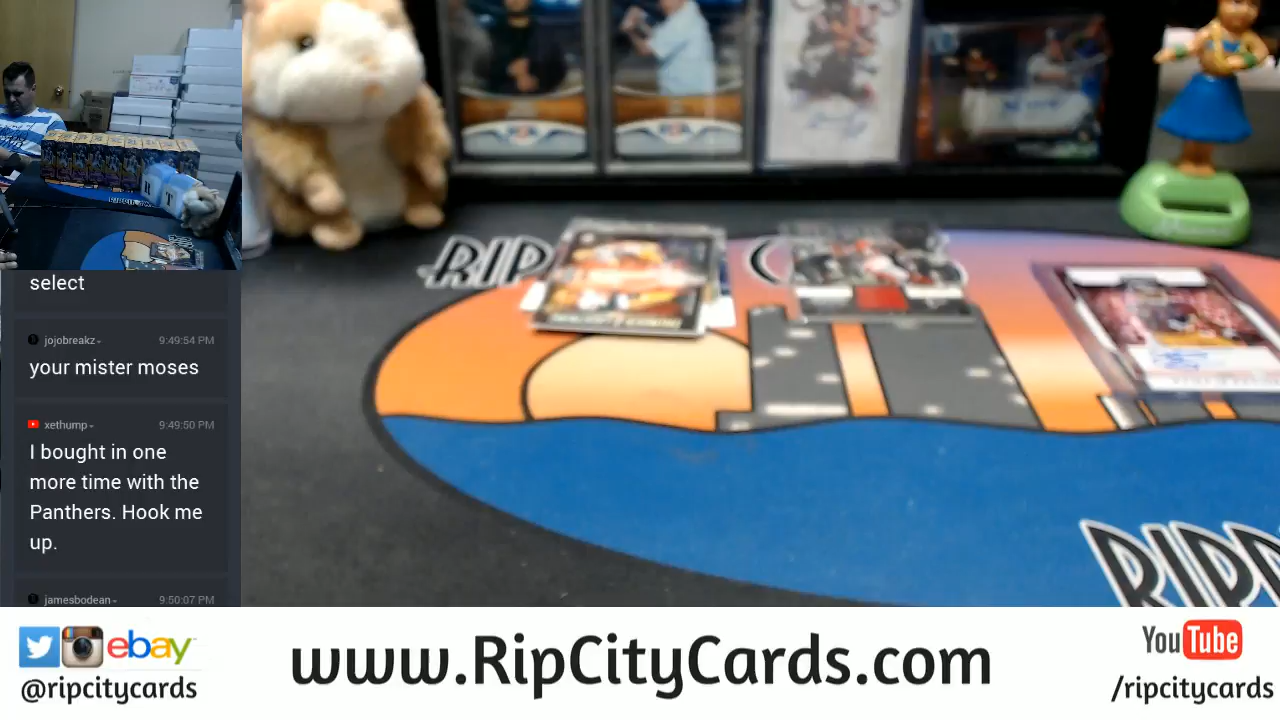 select
jojobreakz
9:49:54 PM
your mister moses
xethump
9:49:50 PM
I bought in one
more time with the
Panthers. Hook me
up.
jamesbodean
9:50:07 PM
RIP
C
R
T
ebay
@ripcitycards
www.RipCityCards.com
YouTube
/ripcitycards